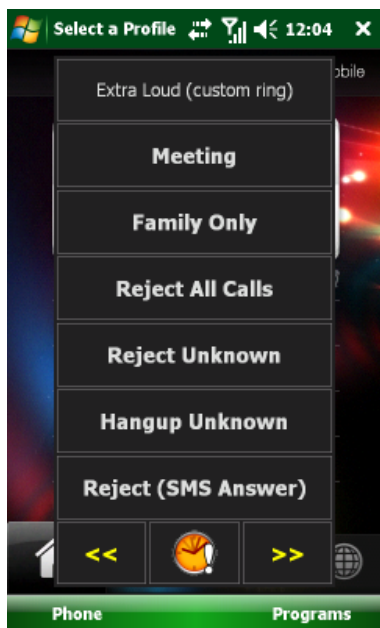 Select a Profile 12:04
obile
Extra Loud (custom ring)
Meeting
Family Only
Reject All Calls
Reject Unknown
Hangup Unknown
Reject (SMS Answer)
<< >>
Phone Programs